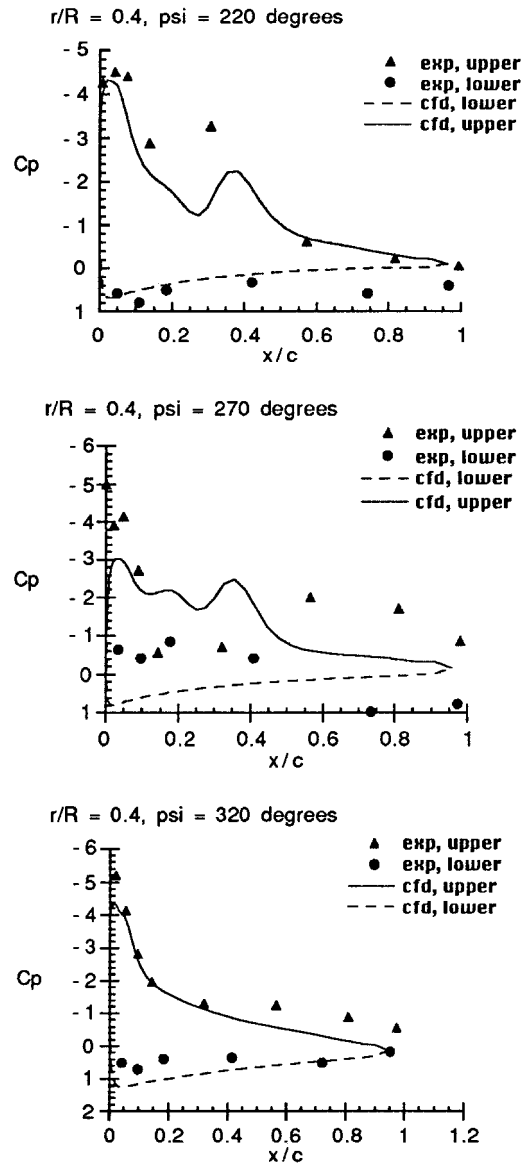 r/R = 0.4, psi = 220 degrees
- 5
- 4
- 3
- 2
- 1
0
1
Cp
exp, upper
exp, lower
cfd, lower
cfd, upper
0 0.2 0.4 0.6 0.8 1
x/c
r/R = 0.4, psi = 270 degrees
- 6
- 5
- 4
- 3
- 2
- 1
0
1
Cp
exp, upper
exp, lower
cfd, lower
cfd, upper
0 0.2 0.4 0.6 0.8 1
x/c
r/R = 0.4, psi = 320 degrees
- 6
- 5
- 4
- 3
- 2
- 1
0
1
2
Cp
exp, upper
exp, lower
cfd, upper
cfd, lower
0 0.2 0.4 0.6 0.8 1 1.2
x/c